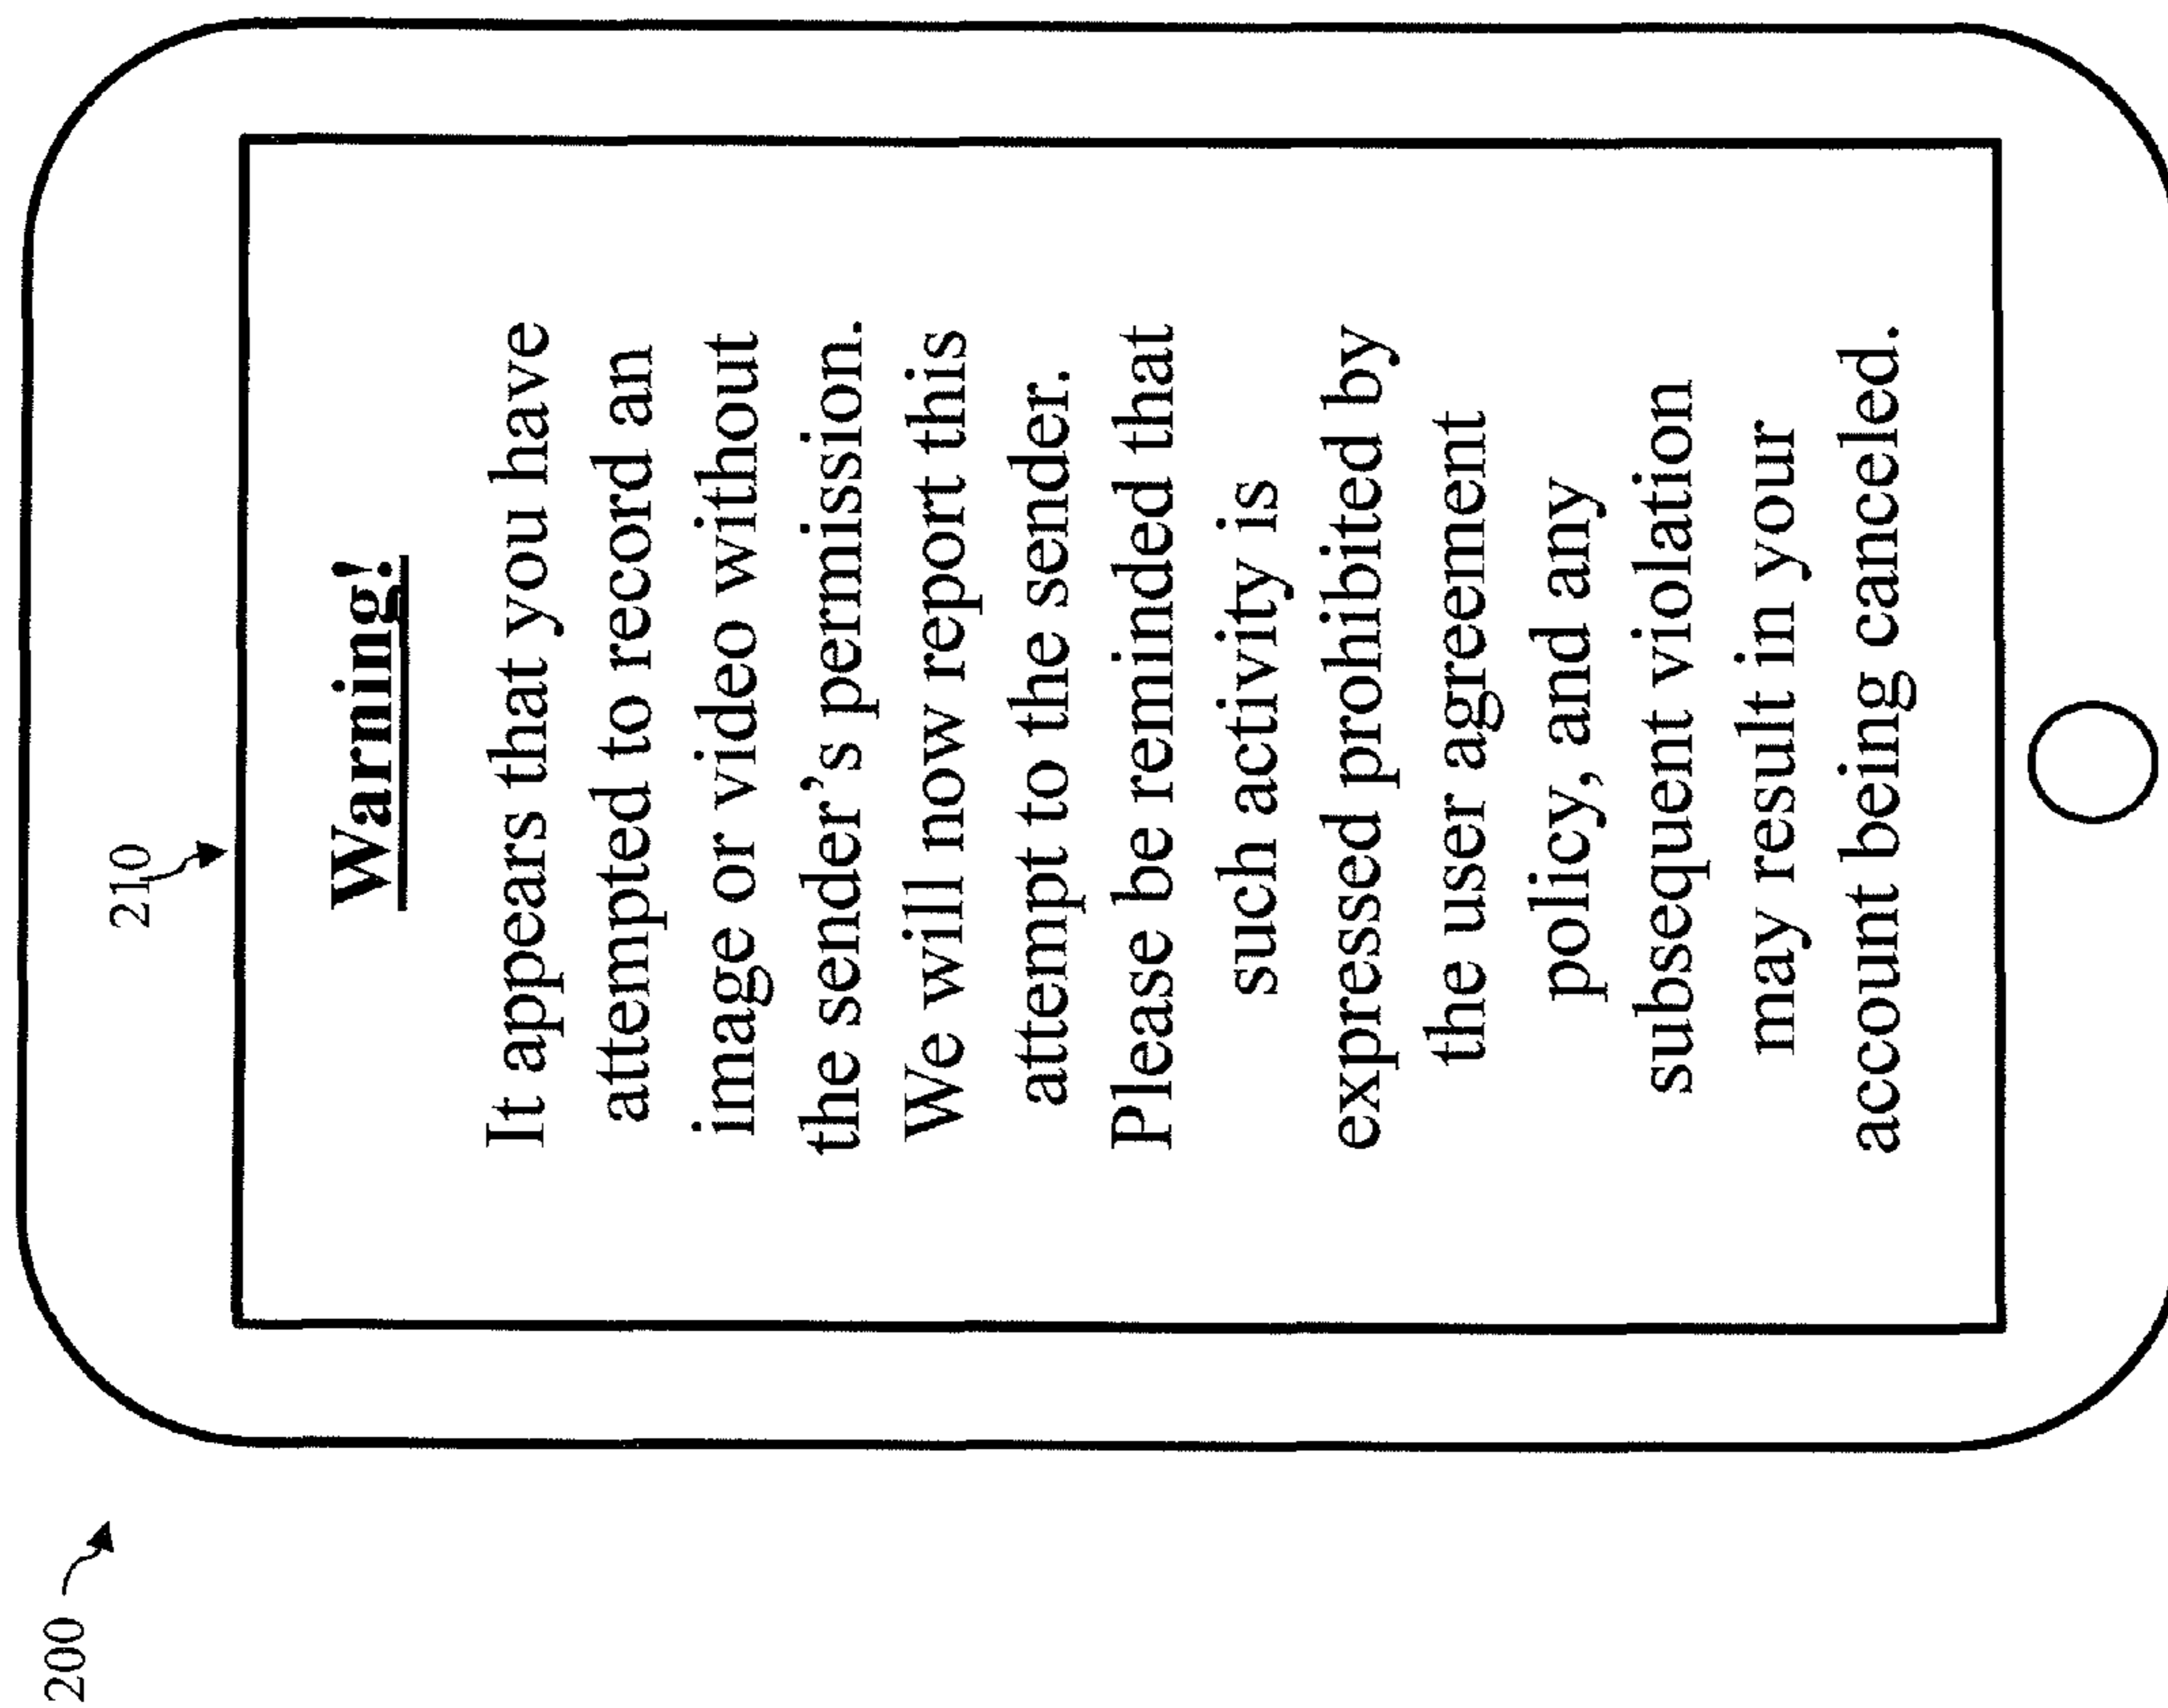 200
210
Warning!
It appears that you have
attempted to record an
image or video without
the sender's permission.
We will now report this
attempt to the sender.
Please be reminded that
such activity is
expressed prohibited by
the user agreement
policy, and any
subsequent violation
may result in your
account being canceled.